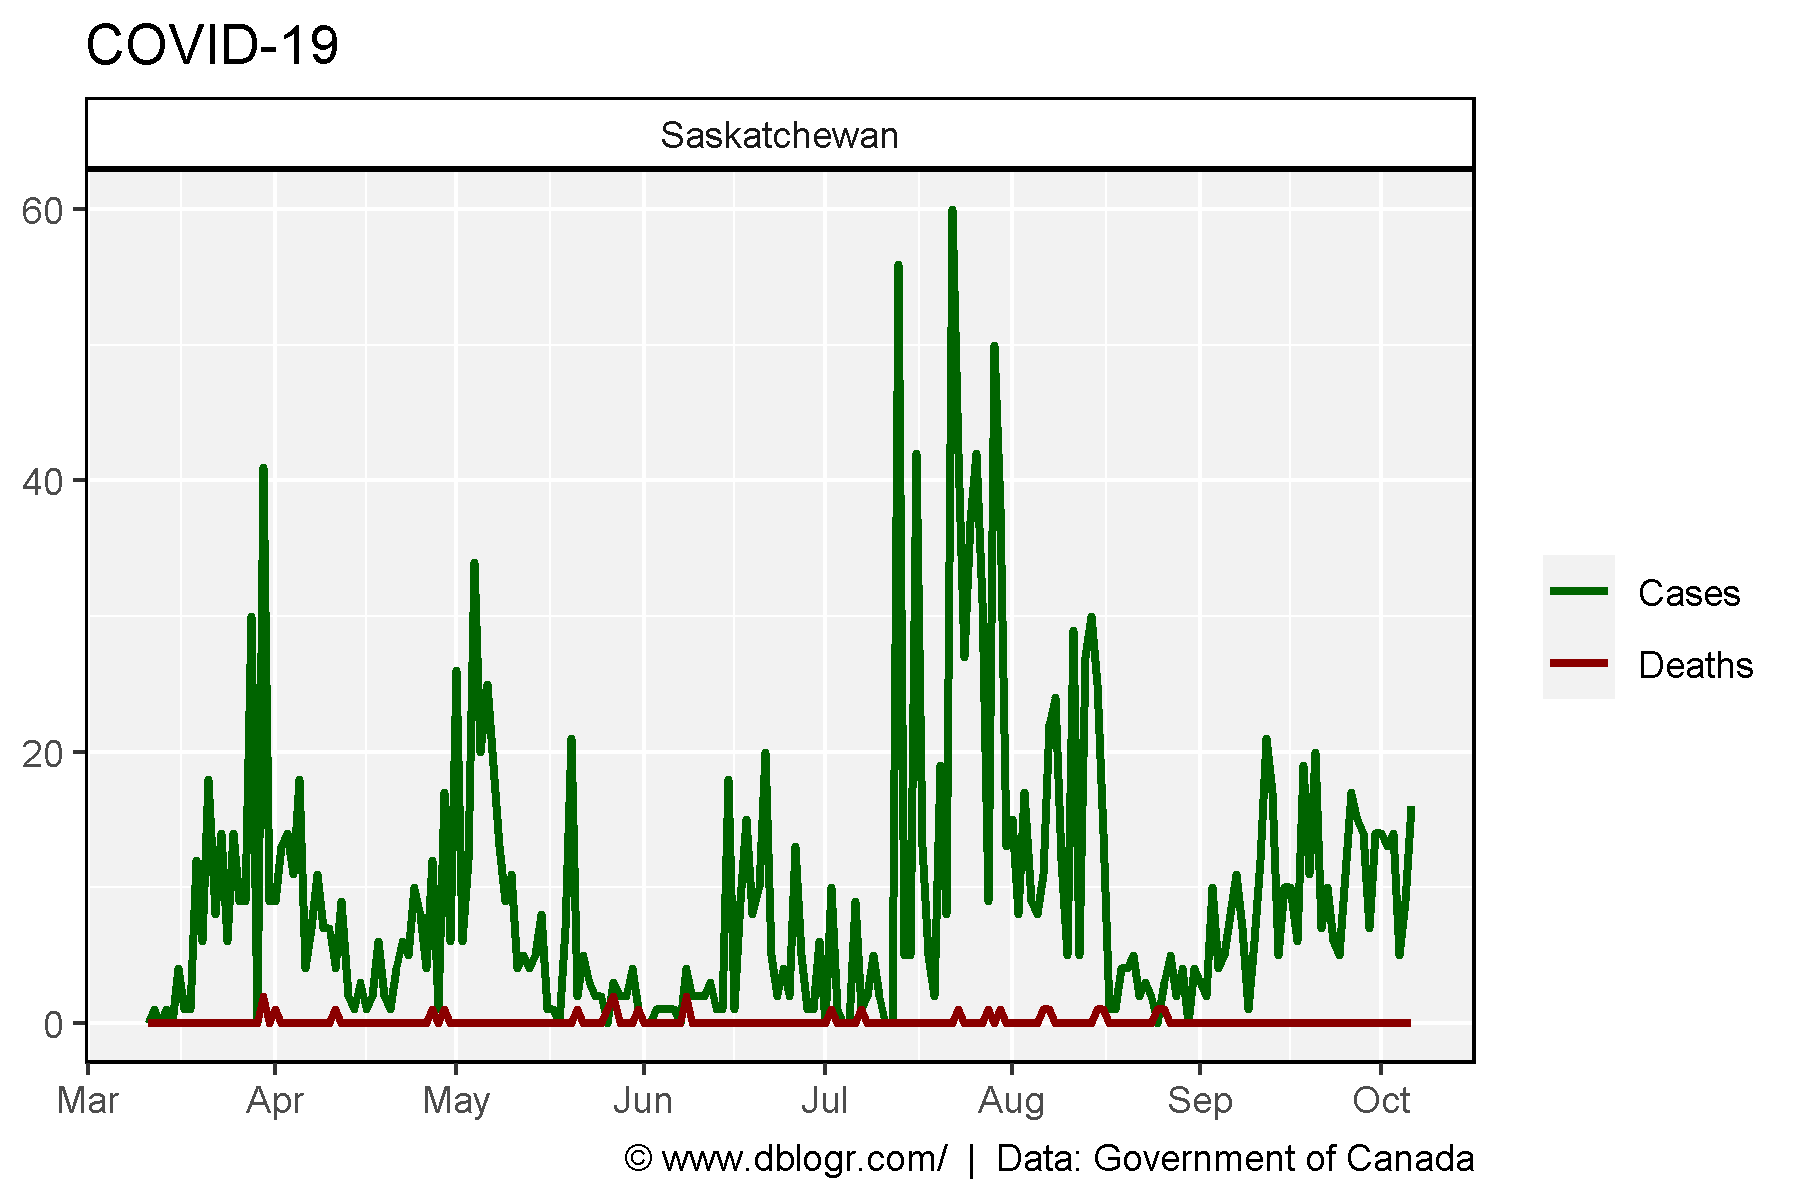 COVID-19
Saskatchewan
60
40
20
0
Mar Apr May Jun Jul Aug Sep Oct
Cases
Deaths
© www.dblogr.com/ | Data: Government of Canada